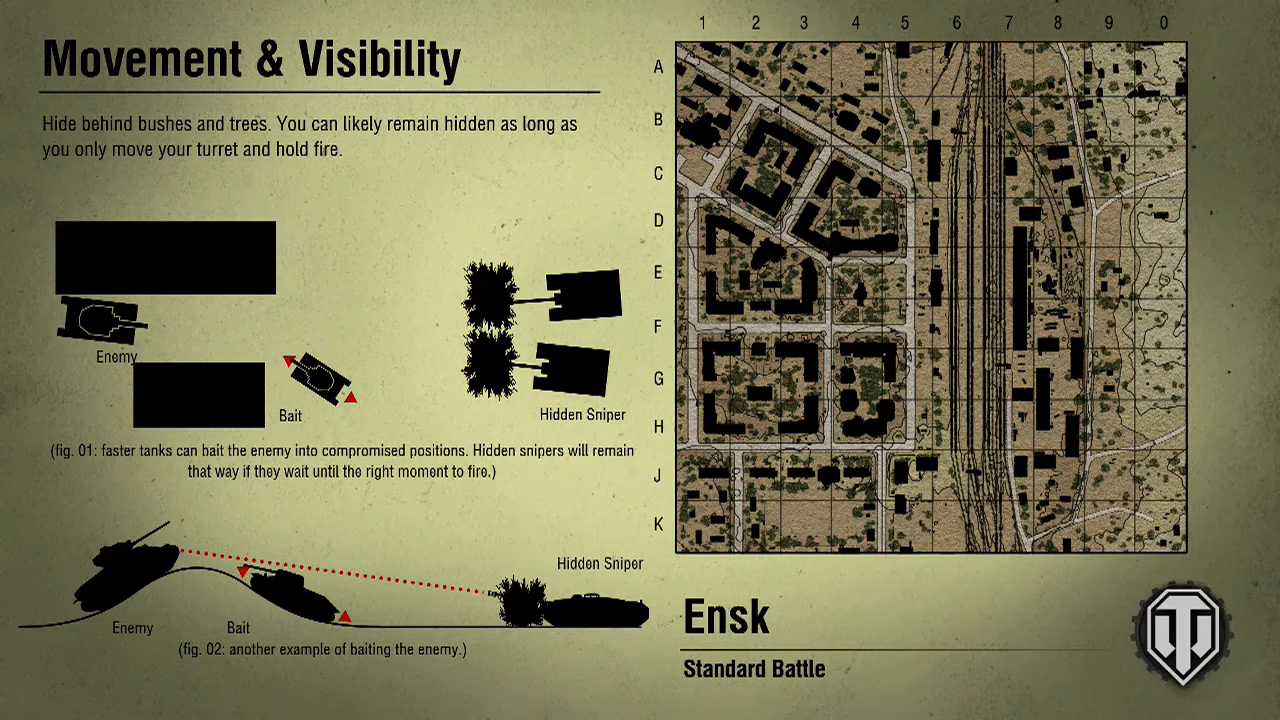 Movement & Visibility
Hide behind bushes and trees. You can likely remain hidden as long as
you only move your turret and hold fire.
Enemy
Bait
Hidden Sniper
(fig. 01: faster tanks can bait the enemy into compromised positions. Hidden snipers will remain
that way if they wait until the right moment to fire.)
Hidden Sniper
Enemy
Bait
(fig. 02: another example of baiting the enemy.)
1 2 3 4 5 6 7 8 9 0
A
B
C
D
E
F
G
H
J
K
Ensk
Standard Battle